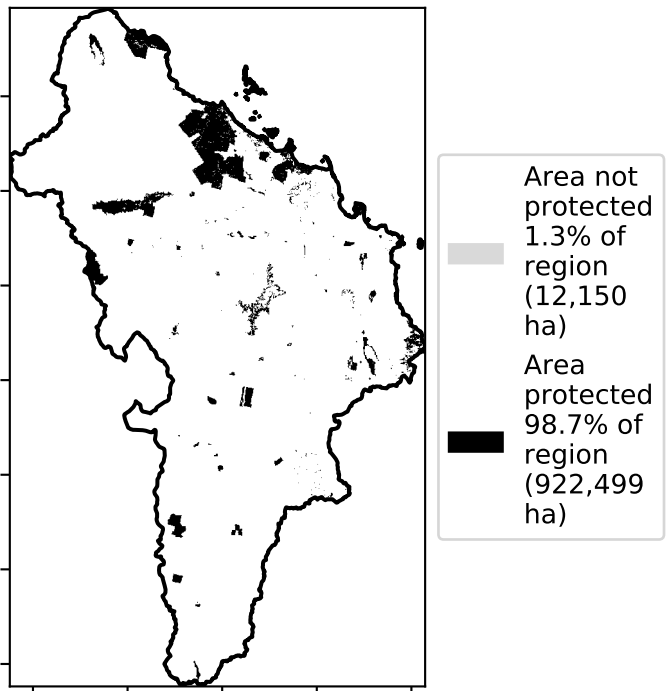 Area not
protected
1.3% of
region
(12,150
ha)
Area
protected
98.7% of
region
(922,499
ha)